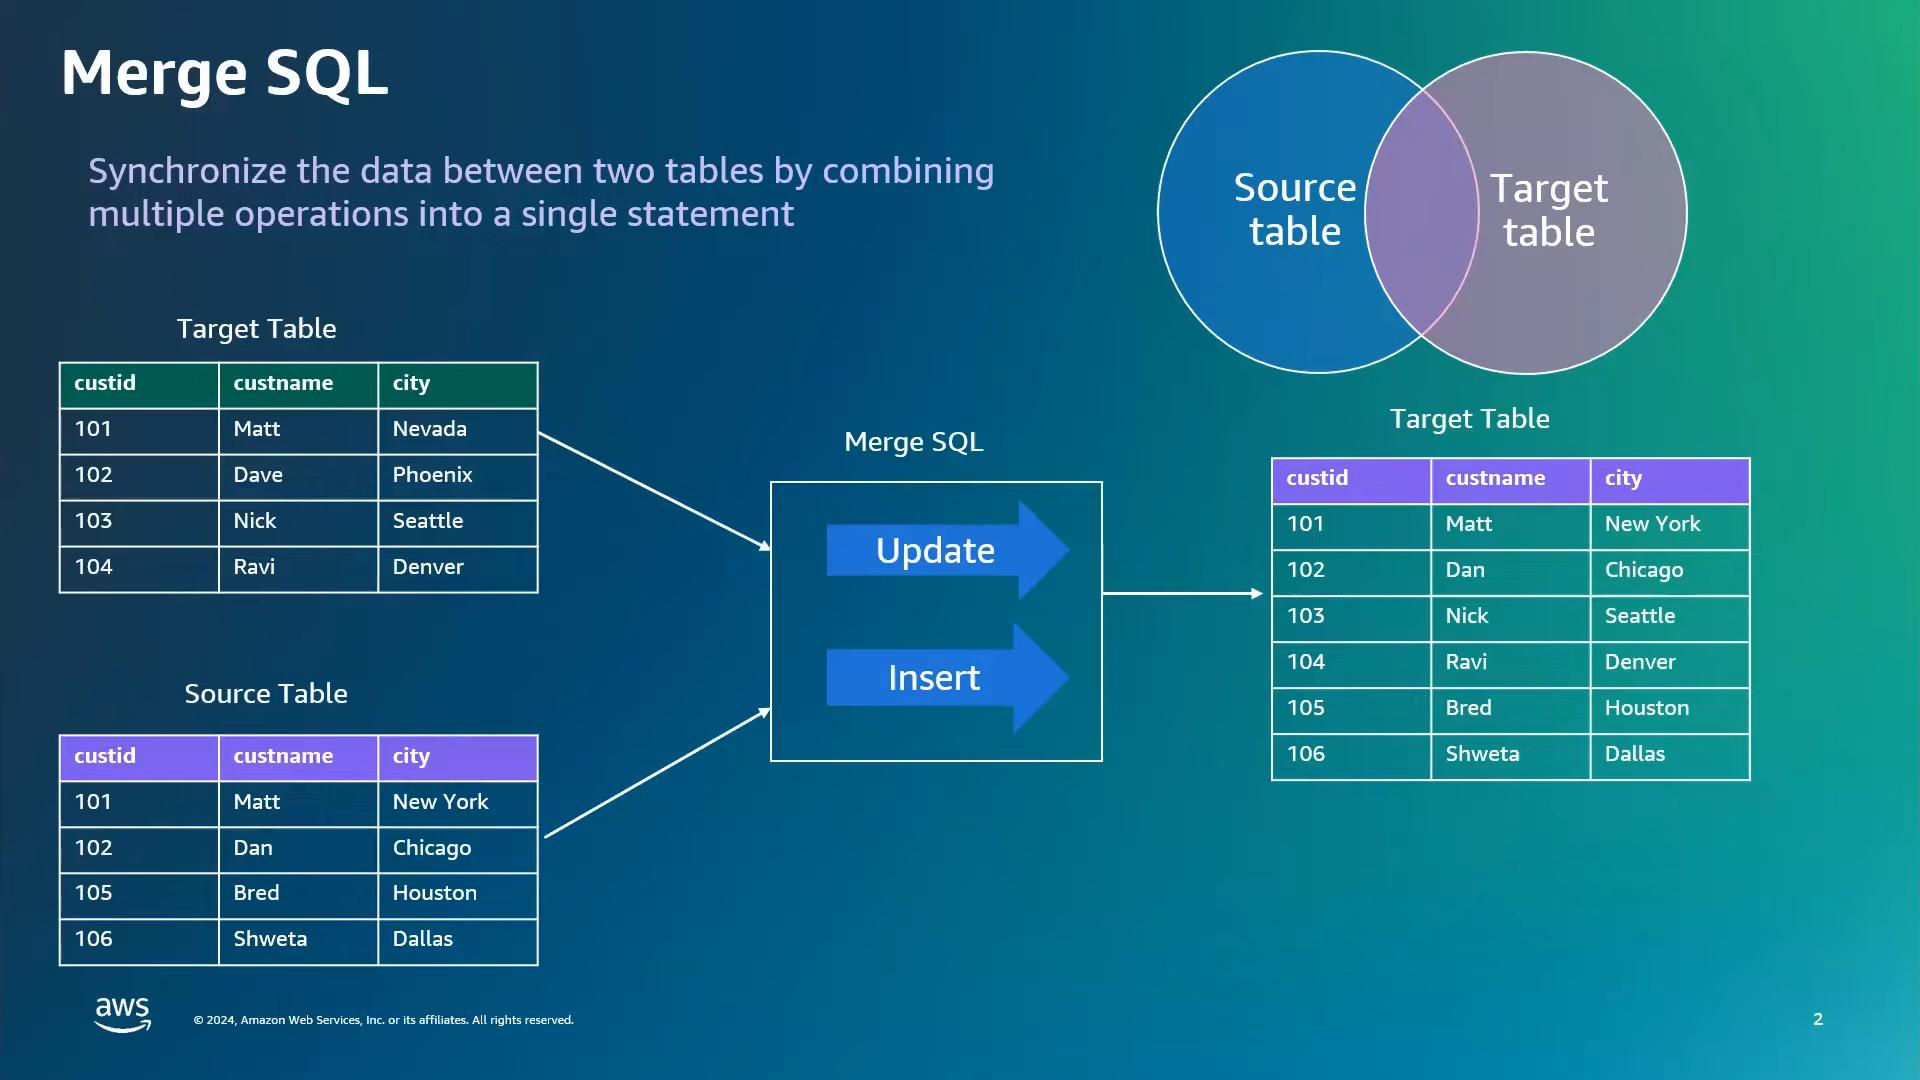 Merge SQL
Synchronize the data between two tables by combining
multiple operations into a single statement
Source
table
Target
table
Target Table
custid custname city
101 Matt Nevada
102 Dave Phoenix
103 Nick Seattle
104 Ravi Denver
Source Table
custid custname city
101 Matt New York
102 Dan Chicago
105 Bred Houston
106 Shweta Dallas
Merge SQL
Update
Insert
Target Table
custid custname city
101 Matt New York
102 Dan Chicago
103 Nick Seattle
104 Ravi Denver
105 Bred Houston
106 Shweta Dallas
aws
© 2024, Amazon Web Services, Inc. or its affiliates. All rights reserved.
2